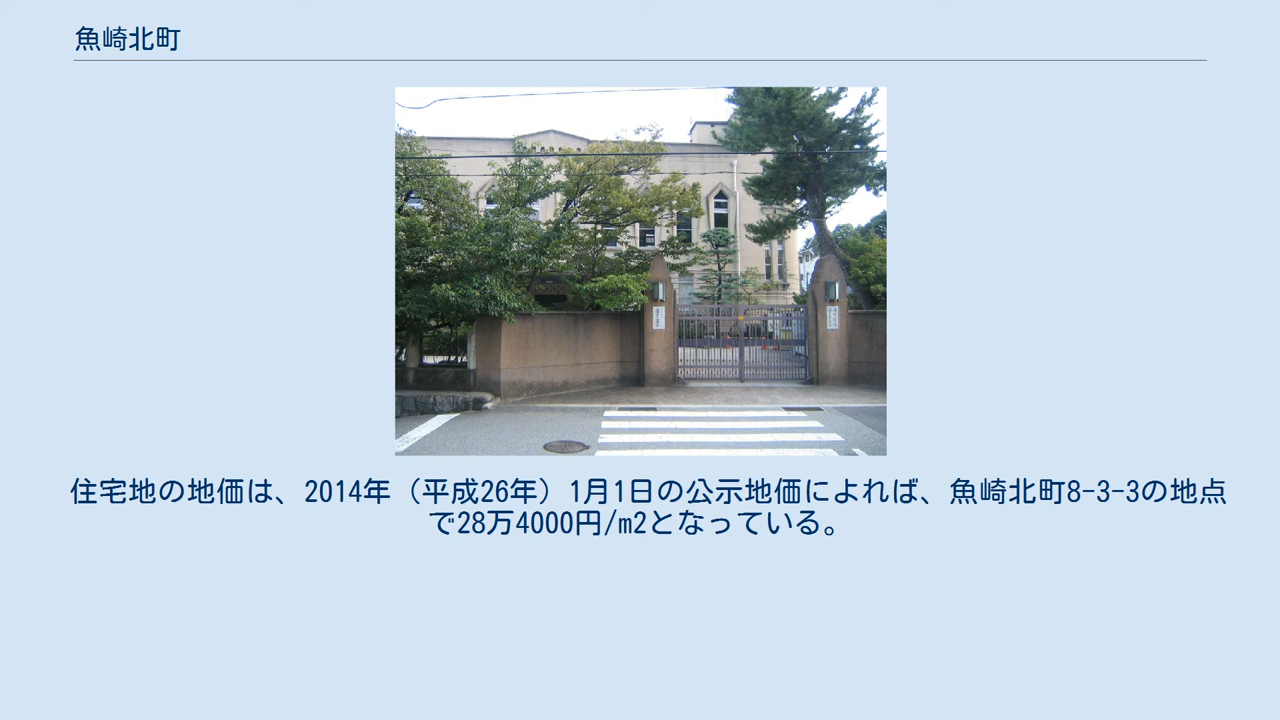 魚崎北町
住宅地の地価は、2014年（平成26年）1月1日の公示地価によれば、魚崎北町8-3-3の地点
で28万4000円/m2となっている。